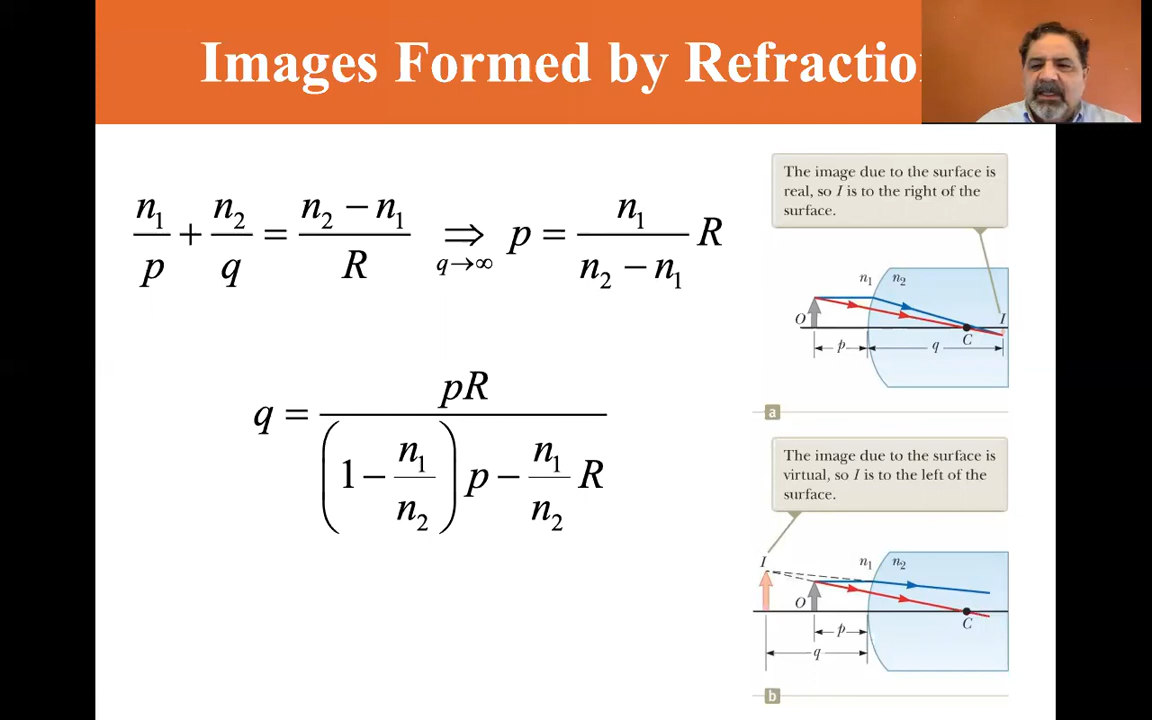 Images Formed by Refractio
n₁/p + n₂/q = (n₂ − n₁)/R ⇒ q→∞ p = n₁/(n₂ − n₁) R
q = pR/((1 − n₁/n₂) p − n₁/n₂ R)
The image due to the surface is
real, so I is to the right of the
surface.
n₁ n₂
O
I
C
p
q
a
The image due to the surface is
virtual, so I is to the left of the
surface.
I
n₁ n₂
O
C
p
q
b